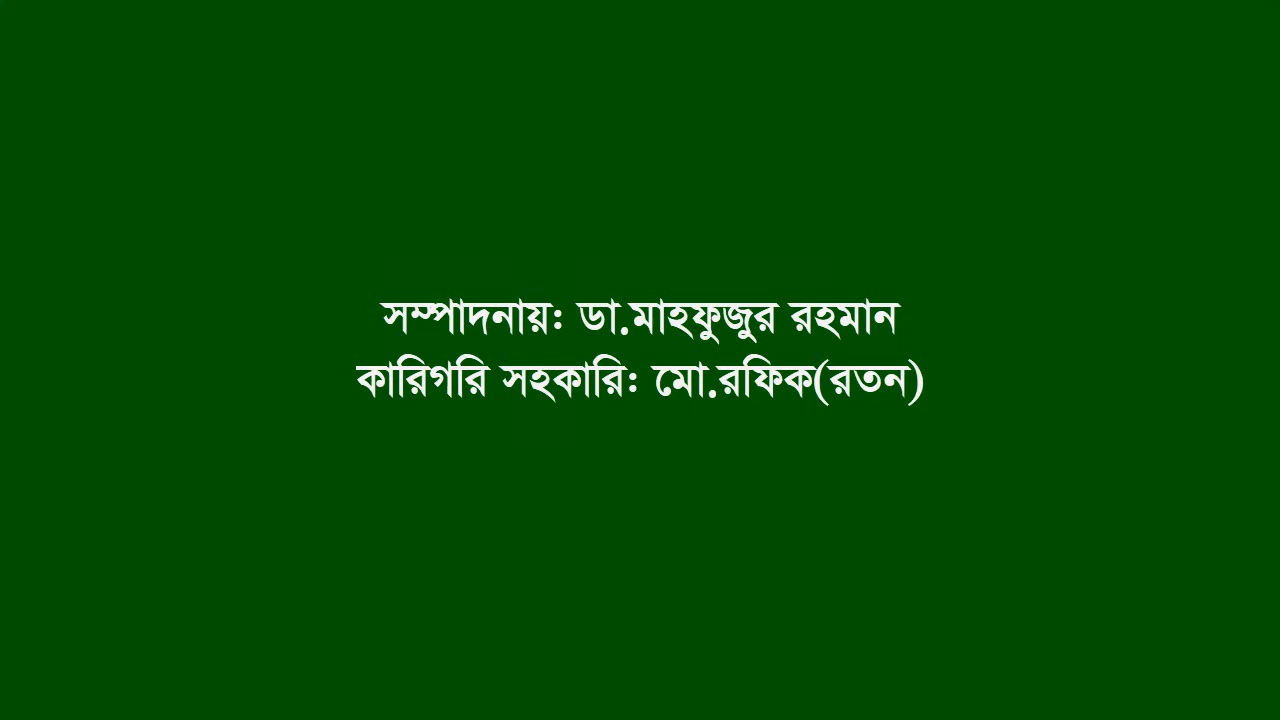 সম্পাদনায়: ডা.মাহফুজুর রহমান
কারিগরি সহকারি: মো.রফিক(রতন)